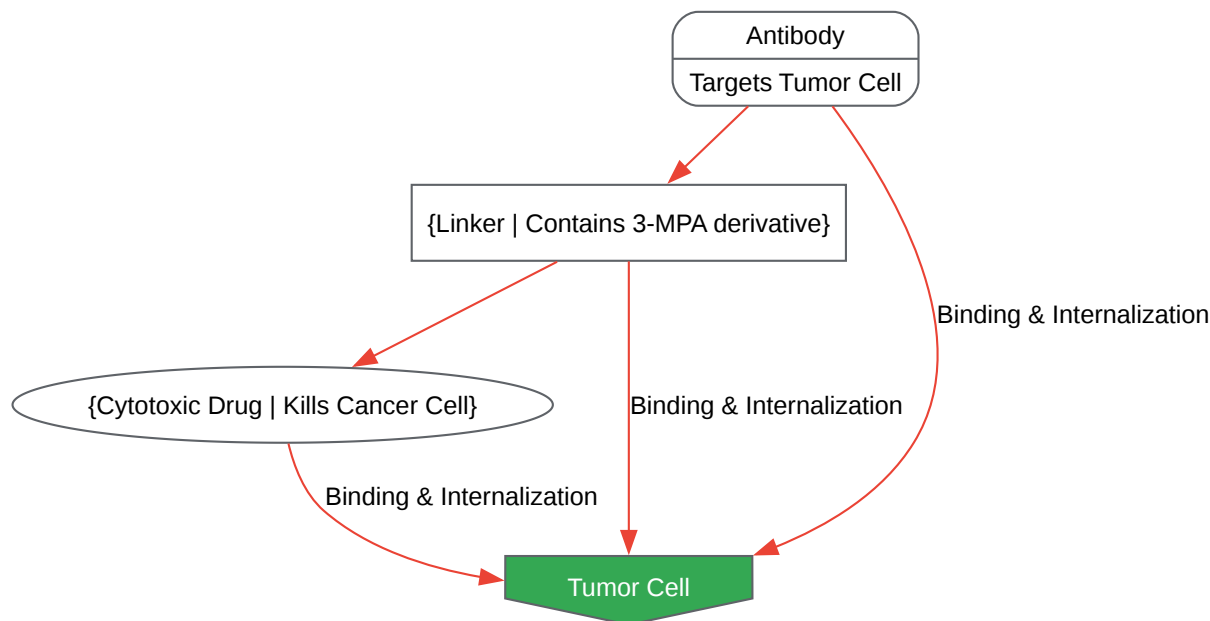 Antibody
Targets Tumor Cell
{Linker | Contains 3-MPA derivative}
Binding & Internalization
{Cytotoxic Drug | Kills Cancer Cell}
Binding & Internalization
Binding & Internalization
Tumor Cell